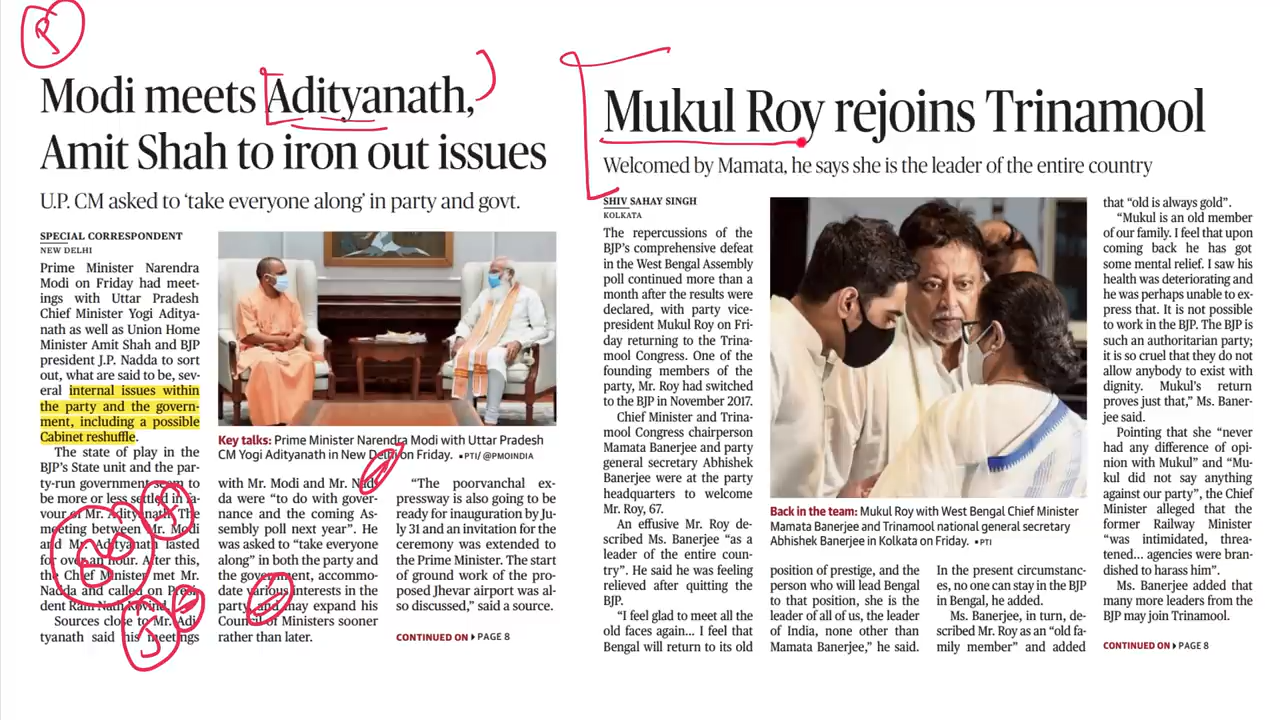 Modi meets Adityanath,
Amit Shah to iron out issues
U.P. CM asked to ‘take everyone along’ in party and govt.
SPECIAL CORRESPONDENT
NEW DELHI
Prime Minister Narendra
Modi on Friday had meet-
ings with Uttar Pradesh
Chief Minister Yogi Aditya-
nath as well as Union Home
Minister Amit Shah and BJP
president J.P. Nadda to sort
out, what are said to be, sev-
eral internal issues within
the party and the govern-
ment, including a possible
Cabinet reshuffle.
The state of play in the
BJP’s State unit and the par-
ty-run government seem to
be more or less settled in fa-
vour of Mr. Adityanath. The
meeting between Mr. Modi
and Mr. Adityanath lasted
for over an hour. After this,
the Chief Minister met Mr.
Nadda and called on Presi-
dent Ram Nath Kovind.
Sources close to Mr. Adi-
tyanath said his meetings
Key talks: Prime Minister Narendra Modi with Uttar Pradesh
CM Yogi Adityanath in New Delhi on Friday. •PTI/ @PMOINDIA
with Mr. Modi and Mr. Nad-
da were “to do with gover-
nance and the coming As-
sembly poll next year”. He
was asked to “take everyone
along” in both the party and
the government, accommo-
date various interests in the
party, and may expand his
Council of Ministers sooner
rather than later.
“The poorvanchal ex-
pressway is also going to be
ready for inauguration by Ju-
ly 31 and an invitation for the
ceremony was extended to
the Prime Minister. The start
of ground work of the pro-
posed Jhevar airport was al-
so discussed,” said a source.
CONTINUED ON PAGE 8
Mukul Roy rejoins Trinamool
Welcomed by Mamata, he says she is the leader of the entire country
SHIV SAHAY SINGH
KOLKATA
The repercussions of the
BJP’s comprehensive defeat
in the West Bengal Assembly
poll continued more than a
month after the results were
declared, with party vice-
president Mukul Roy on Fri-
day returning to the Trina-
mool Congress. One of the
founding members of the
party, Mr. Roy had switched
to the BJP in November 2017.
Chief Minister and Trina-
mool Congress chairperson
Mamata Banerjee and party
general secretary Abhishek
Banerjee were at the party
headquarters to welcome
Mr. Roy, 67.
An effusive Mr. Roy de-
scribed Ms. Banerjee “as a
leader of the entire coun-
try”. He said he was feeling
relieved after quitting the
BJP.
“I feel glad to meet all the
old faces again... I feel that
Bengal will return to its old
Back in the team: Mukul Roy with West Bengal Chief Minister
Mamata Banerjee and Trinamool national general secretary
Abhishek Banerjee in Kolkata on Friday. •PTI
position of prestige, and the
person who will lead Bengal
to that position, she is the
leader of all of us, the leader
of India, none other than
Mamata Banerjee,” he said.
In the present circumstanc-
es, no one can stay in the BJP
in Bengal, he added.
Ms. Banerjee, in turn, de-
scribed Mr. Roy as an “old fa-
mily member” and added
that “old is always gold”.
“Mukul is an old member
of our family. I feel that upon
coming back he has got
some mental relief. I saw his
health was deteriorating and
he was perhaps unable to ex-
press that. It is not possible
to work in the BJP. The BJP is
such an authoritarian party;
it is so cruel that they do not
allow anybody to exist with
dignity. Mukul’s return
proves just that,” Ms. Baner-
jee said.
Pointing that she “never
had any difference of opi-
nion with Mukul” and “Mu-
kul did not say anything
against our party”, the Chief
Minister alleged that the
former Railway Minister
“was intimidated, threa-
tened... agencies were bran-
dished to harass him”.
Ms. Banerjee added that
many more leaders from the
BJP may join Trinamool.
CONTINUED ON PAGE 8